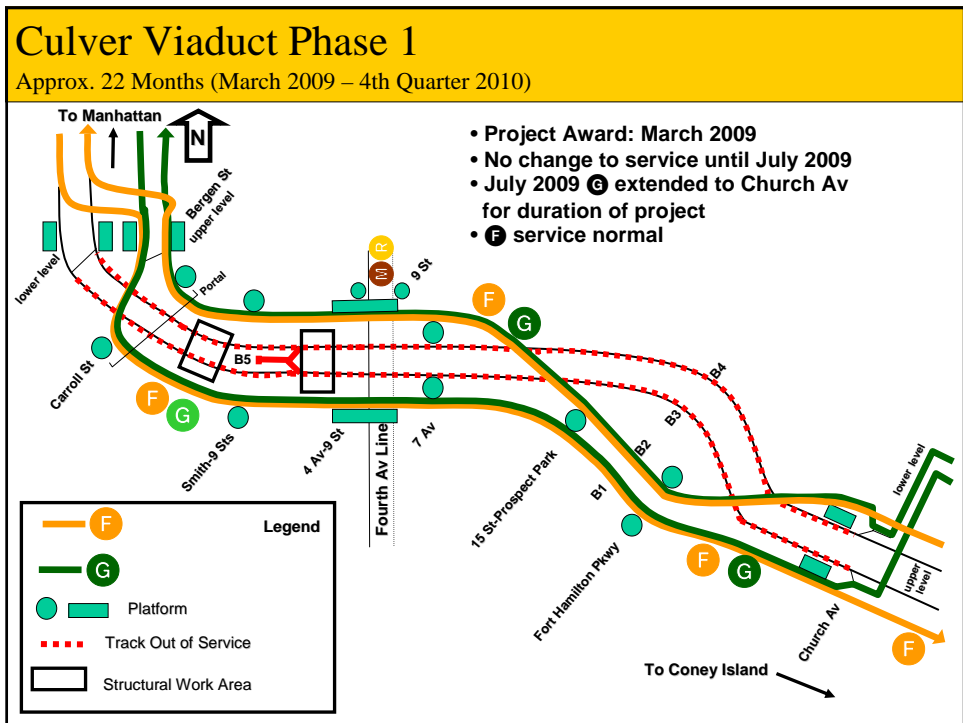 Culver Viaduct Phase 1
Approx. 22 Months (March 2009 – 4th Quarter 2010)
To Manhattan
N
• Project Award: March 2009
• No change to service until July 2009
• July 2009 G extended to Church Av
for duration of project
• F service normal
Bergen St
upper level
lower level
Portal
Carroll St
B5
M R
9 St
F
G
F
G
Smith-9 Sts
4 Av-9 St
Fourth Av Line
7 Av
15 St-Prospect Park
B1
B2
B3
B4
Fort Hamilton Pkwy
F
G
lower level
upper
level
Church Av
F
To Coney Island
Legend
F
G
Platform
Track Out of Service
Structural Work Area